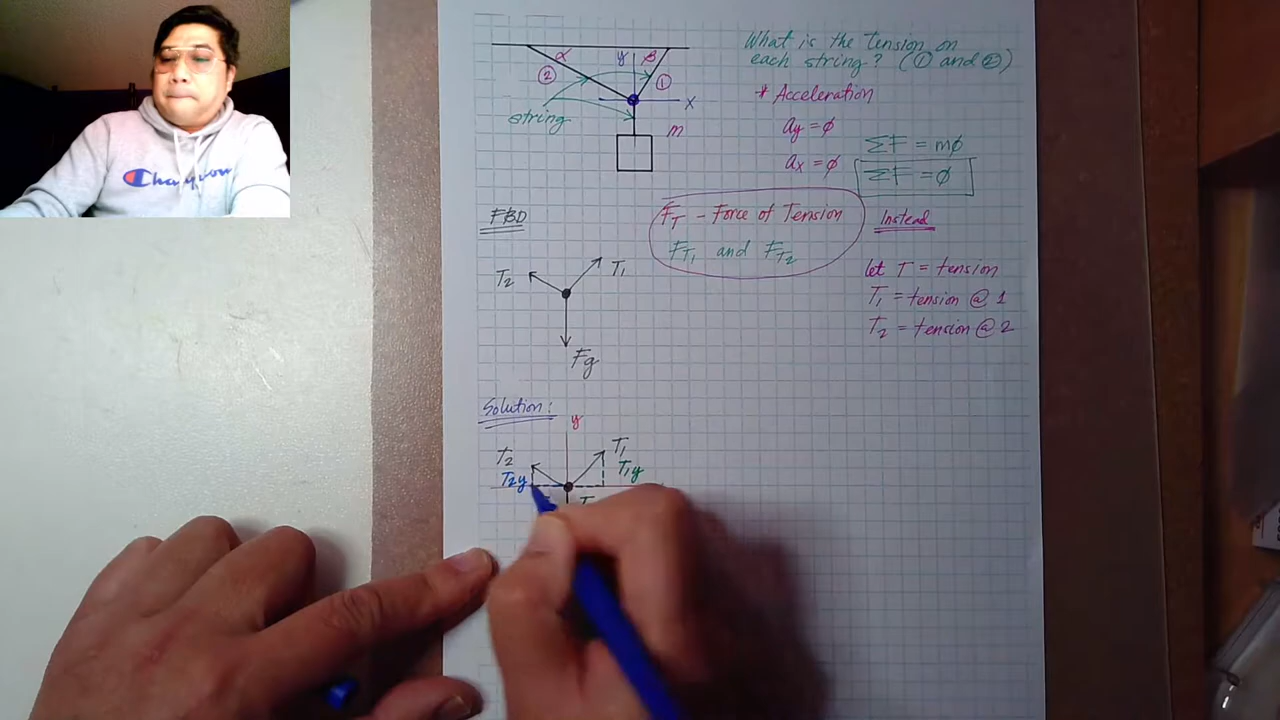 What is the tension on
each string? (① and ②)
α
y
β
②
①
x
string
m
* Acceleration
ay = ∅
ax = ∅
ΣF = m∅
ΣF = ∅
Champion
FBD
FT - Force of Tension
FT1 and FT2
Instead
let T = tension
T1 = tension @ 1
T2 = tension @ 2
T2
T1
Fg
Solution:
y
T2
T1
T2y
T1y